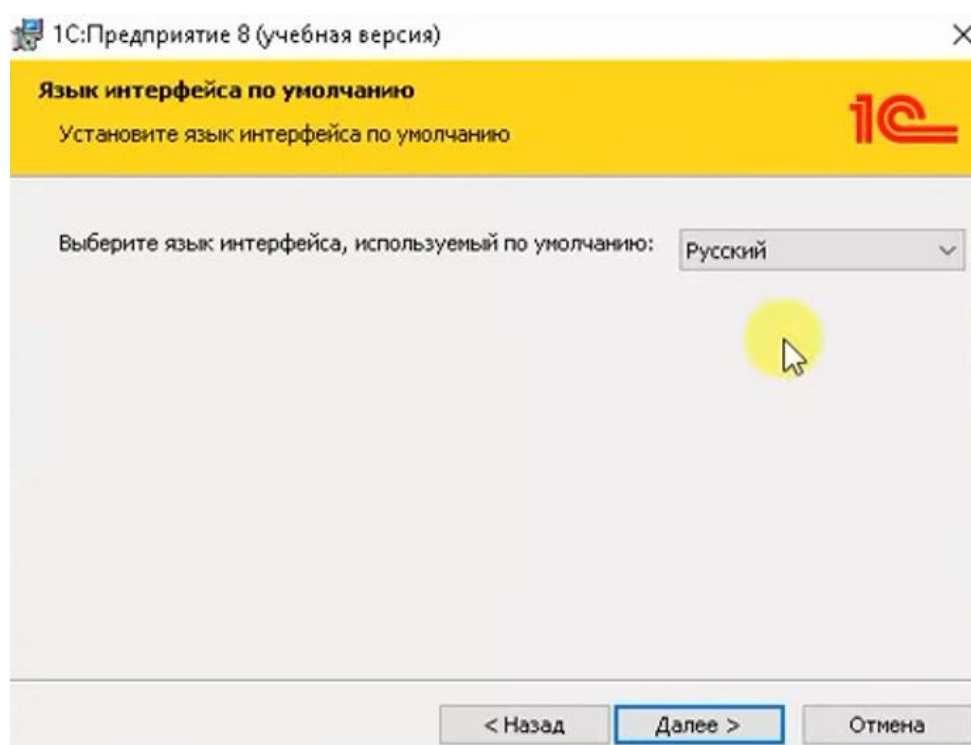 1С:Предприятие 8 (учебная версия)
Язык интерфейса по умолчанию
Установите язык интерфейса по умолчанию
1С
Выберите язык интерфейса, используемый по умолчанию: Русский
< Назад Далее > Отмена